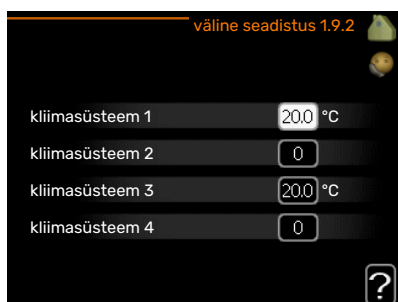 väline seadistus 1.9.2
kliimasüsteem 1 20.0 °C
kliimasüsteem 2 0
kliimasüsteem 3 20.0 °C
kliimasüsteem 4 0
?